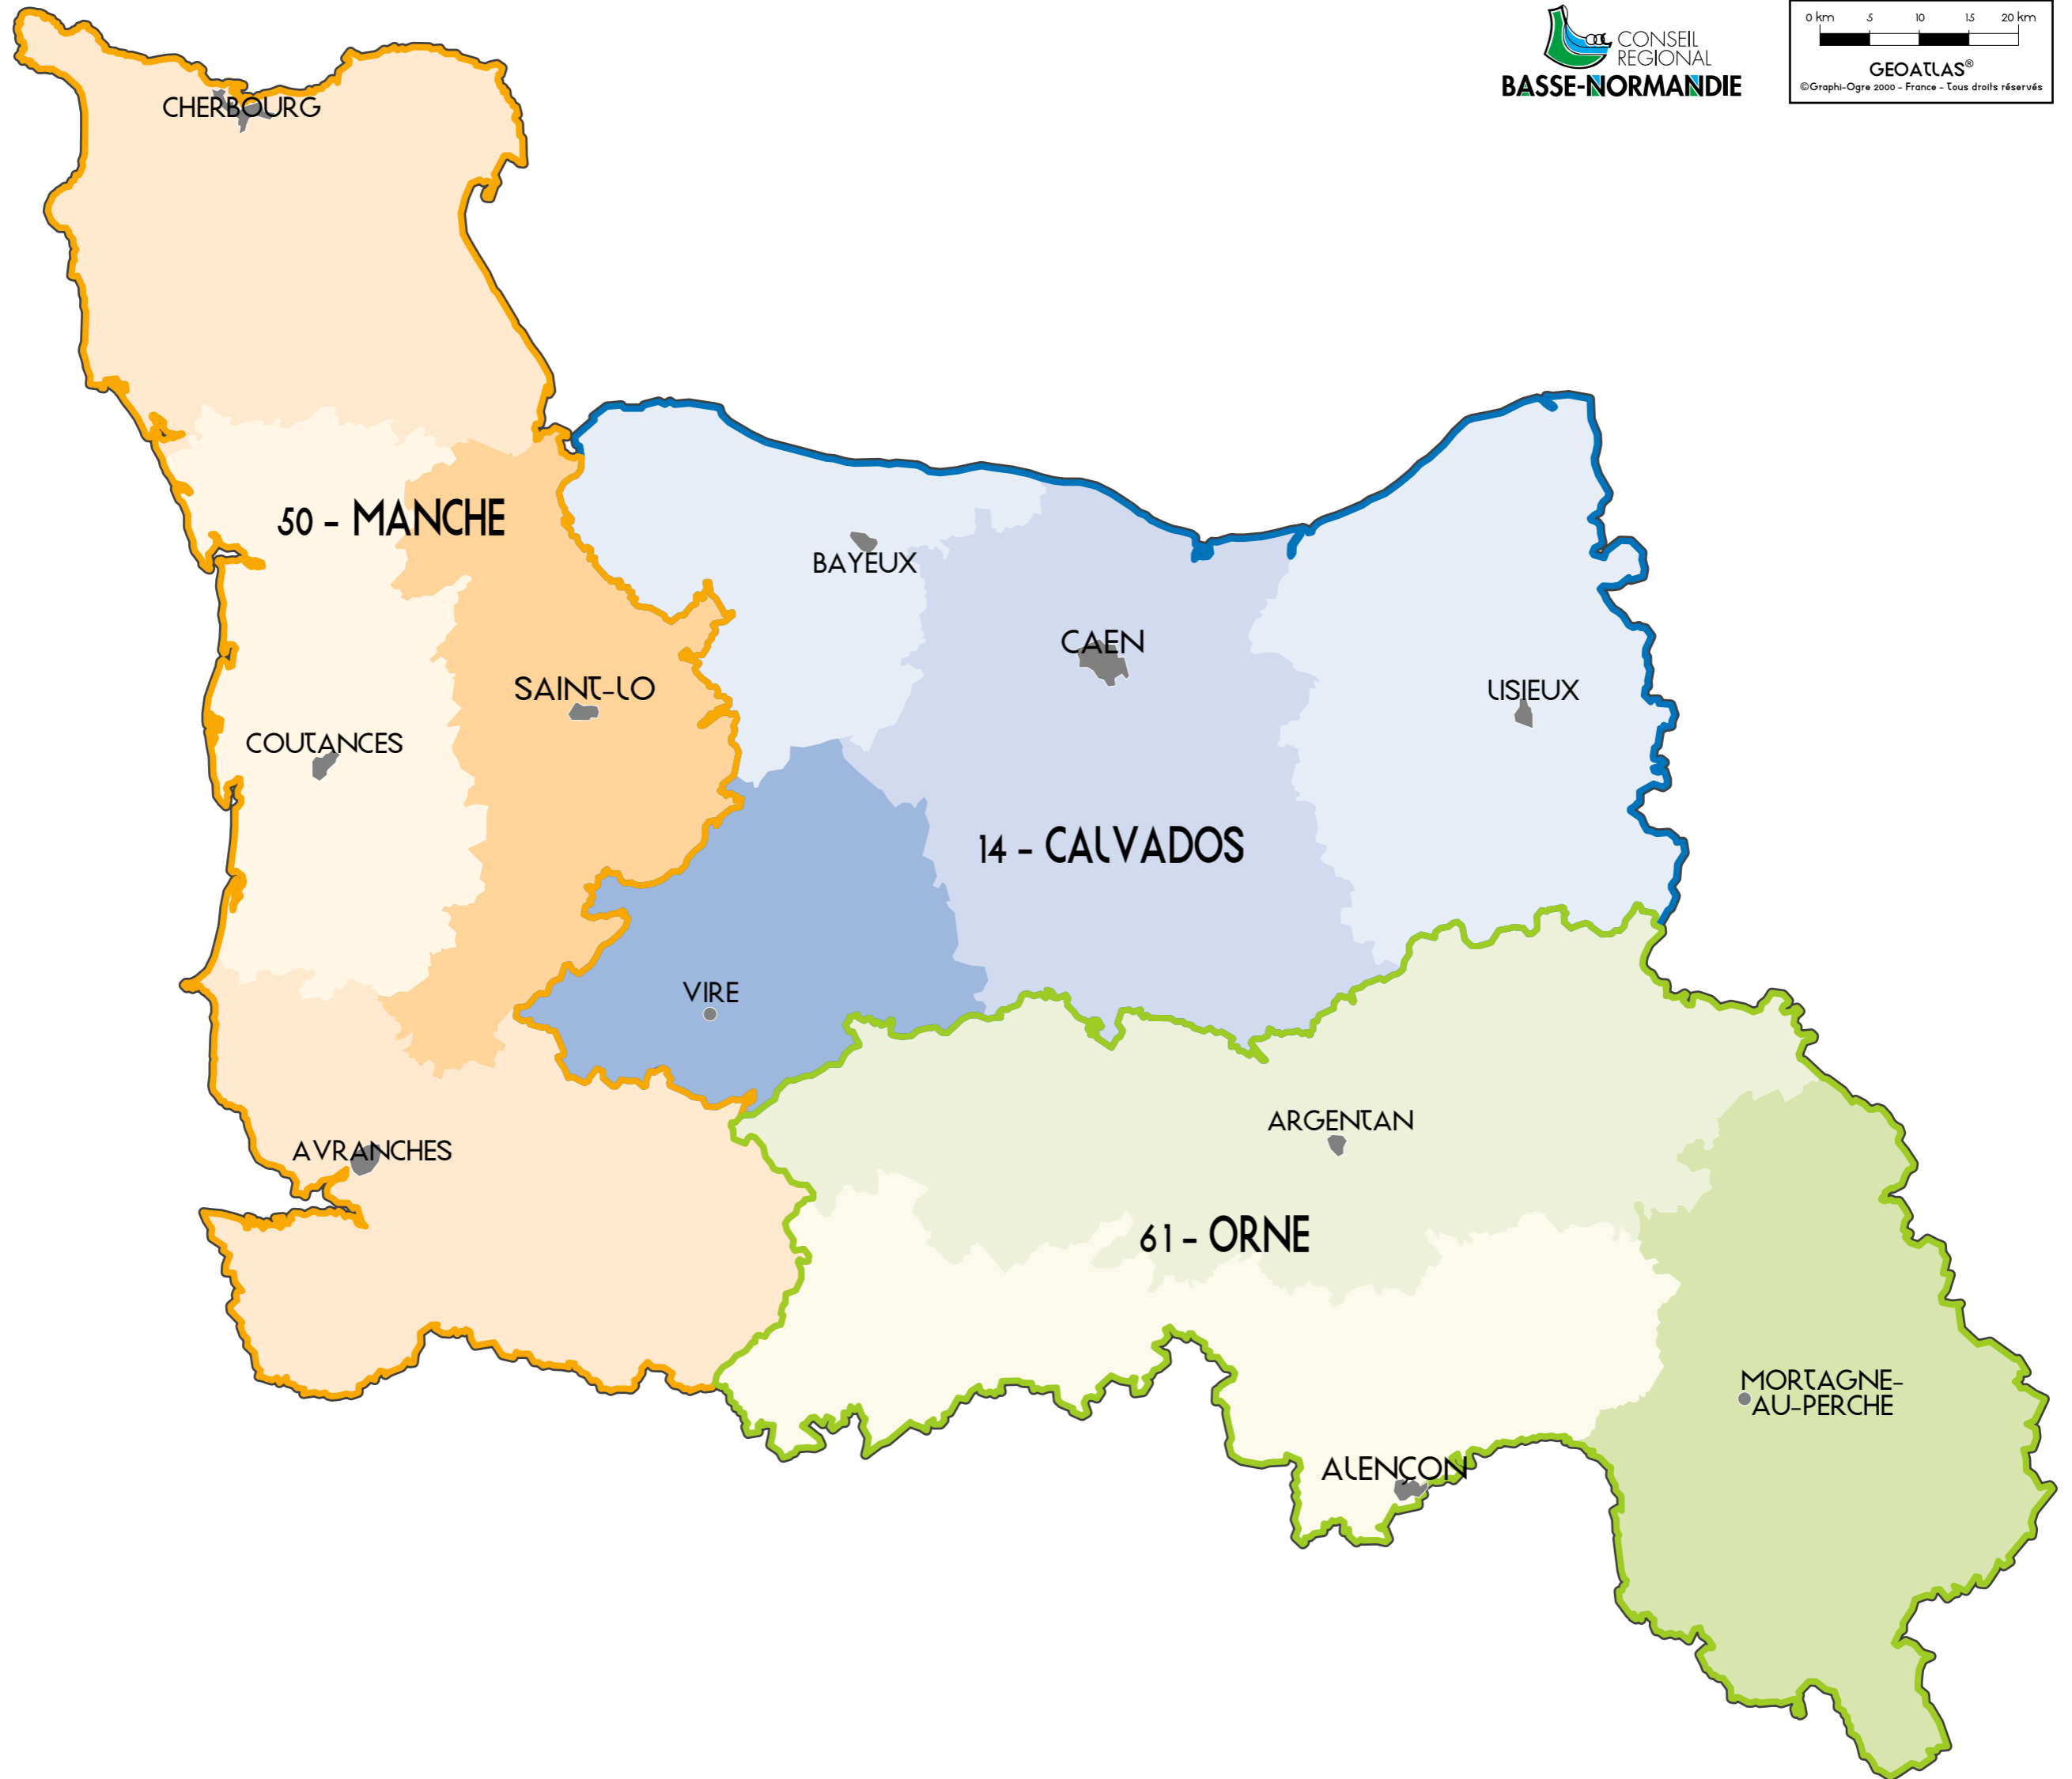 CONSEIL
REGIONAL
BASSE-NORMANDIE
0 km 5 10 15 20 km
GEOATLAS®
©Graphi-Ogre 2000 - France - Tous droits réservés
CHERBOURG
50 - MANCHE
BAYEUX
CAEN
SAINT-LO
LISIEUX
COUTANCES
14 - CALVADOS
VIRE
ARGENTAN
AVRANCHES
61 - ORNE
MORTAGNE-
AU-PERCHE
ALENÇON